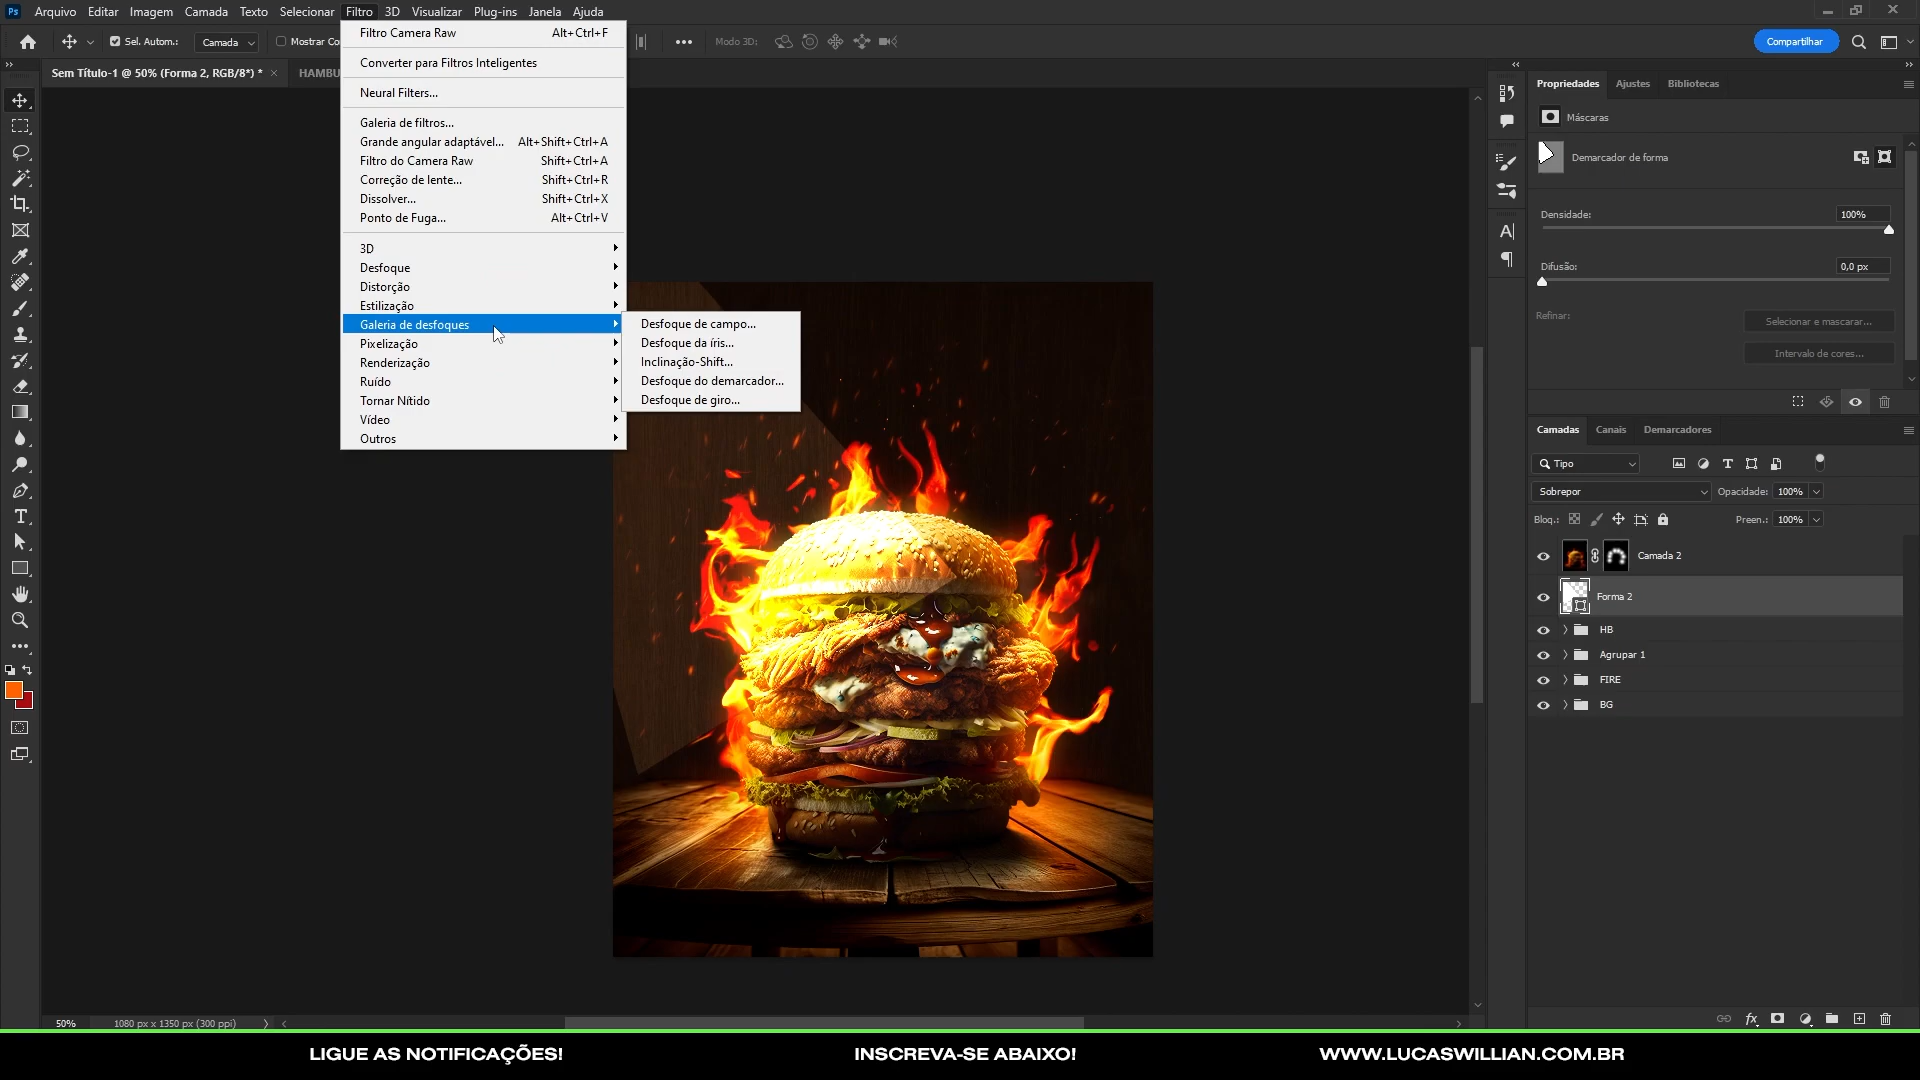 Ps Arquivo Editar Imagem Camada Texto Selecionar Filtro 3D Visualizar Plug-ins Janela Ajuda
Sel. Autom.: Camada Mostrar Co Modo 3D: Compartilhar
Sem Título-1 @ 50% (Forma 2, RGB/8*) * × HAMBU
Filtro Camera Raw Alt+Ctrl+F
Converter para Filtros Inteligentes
Neural Filters...
Galeria de filtros...
Grande angular adaptável... Alt+Shift+Ctrl+A
Filtro do Camera Raw Shift+Ctrl+A
Correção de lente... Shift+Ctrl+R
Dissolver... Shift+Ctrl+X
Ponto de Fuga... Alt+Ctrl+V
3D
Desfoque
Distorção
Estilização
Galeria de desfoques
Pixelização
Renderização
Ruído
Tornar Nítido
Vídeo
Outros
Desfoque de campo...
Desfoque da íris...
Inclinação-Shift...
Desfoque do demarcador...
Desfoque de giro...
Propriedades Ajustes Bibliotecas
Máscaras
Demarcador de forma
Densidade: 100%
Difusão: 0,0 px
Refinar: Selecionar e mascarar...
Intervalo de cores...
Camadas Canais Demarcadores
Tipo
Sobrepor Opacidade: 100%
Bloq.: Preen.: 100%
Camada 2
Forma 2
HB
Agrupar 1
FIRE
BG
50% 1080 px x 1350 px (300 ppi)
LIGUE AS NOTIFICAÇÕES! INSCREVA-SE ABAIXO! WWW.LUCASWILLIAN.COM.BR